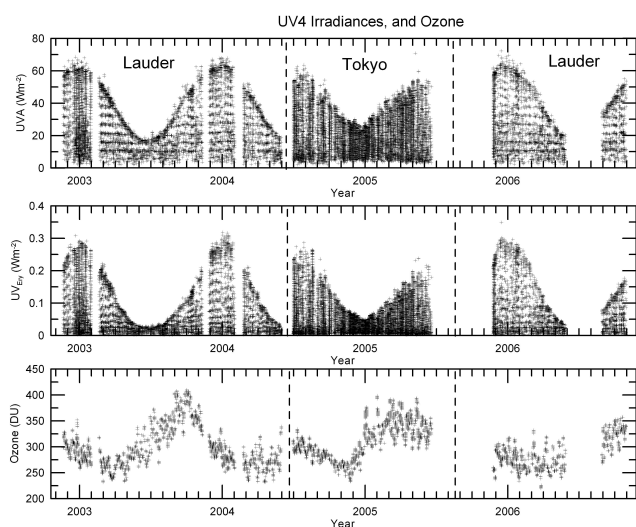 UV4 Irradiances, and Ozone
80
60
40
20
0
UVA (Wm-2)
Lauder
Tokyo
Lauder
2003
2004
2005
2006
Year
0.4
0.3
0.2
0.1
0
UVEry (Wm-2)
2003
2004
2005
2006
Year
450
400
350
300
250
200
Ozone (DU)
2003
2004
2005
2006
Year